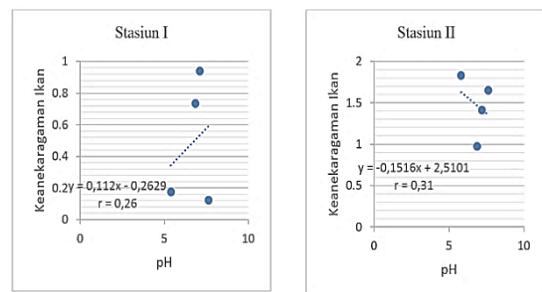 Stasiun I
Keanekaragaman Ikan
1
0.8
0.6
0.4
0.2
0
y = 0,112x - 0,2629
r = 0,26
0
5
10
pH
Stasiun II
Keanekaragaman Ikan
2
1.5
1
0.5
0
y = -0,1516x + 2,5101
r = 0,31
0
5
10
pH